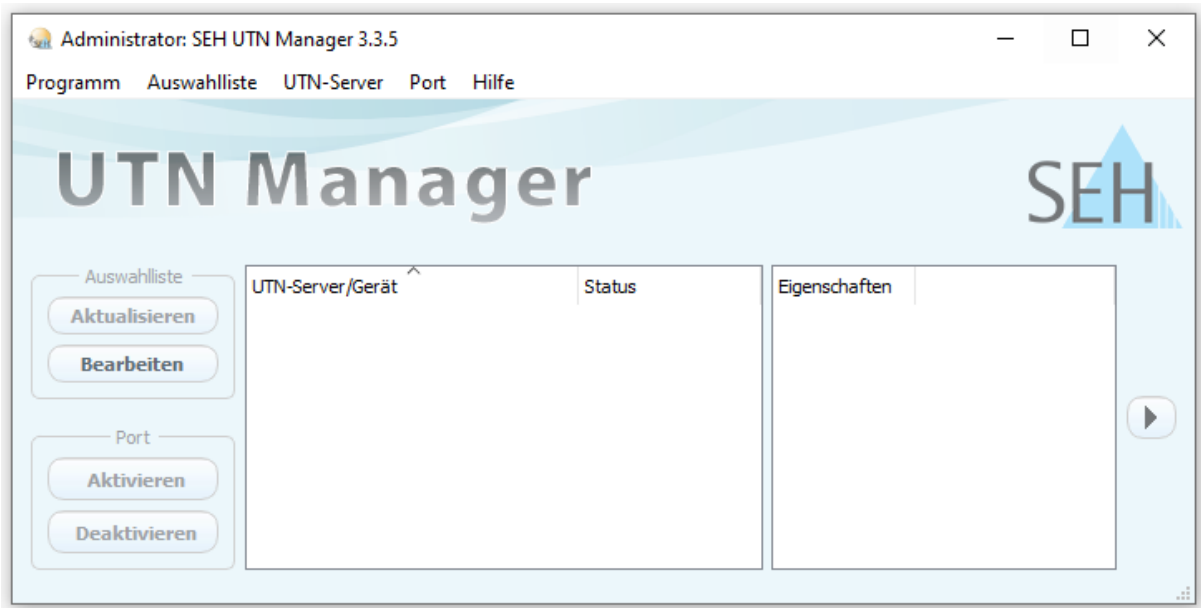 Administrator: SEH UTN Manager 3.3.5
Programm Auswahlliste UTN-Server Port Hilfe
UTN Manager
SEH
Auswahlliste
Aktualisieren
Bearbeiten
Port
Aktivieren
Deaktivieren
UTN-Server/Gerät Status
Eigenschaften